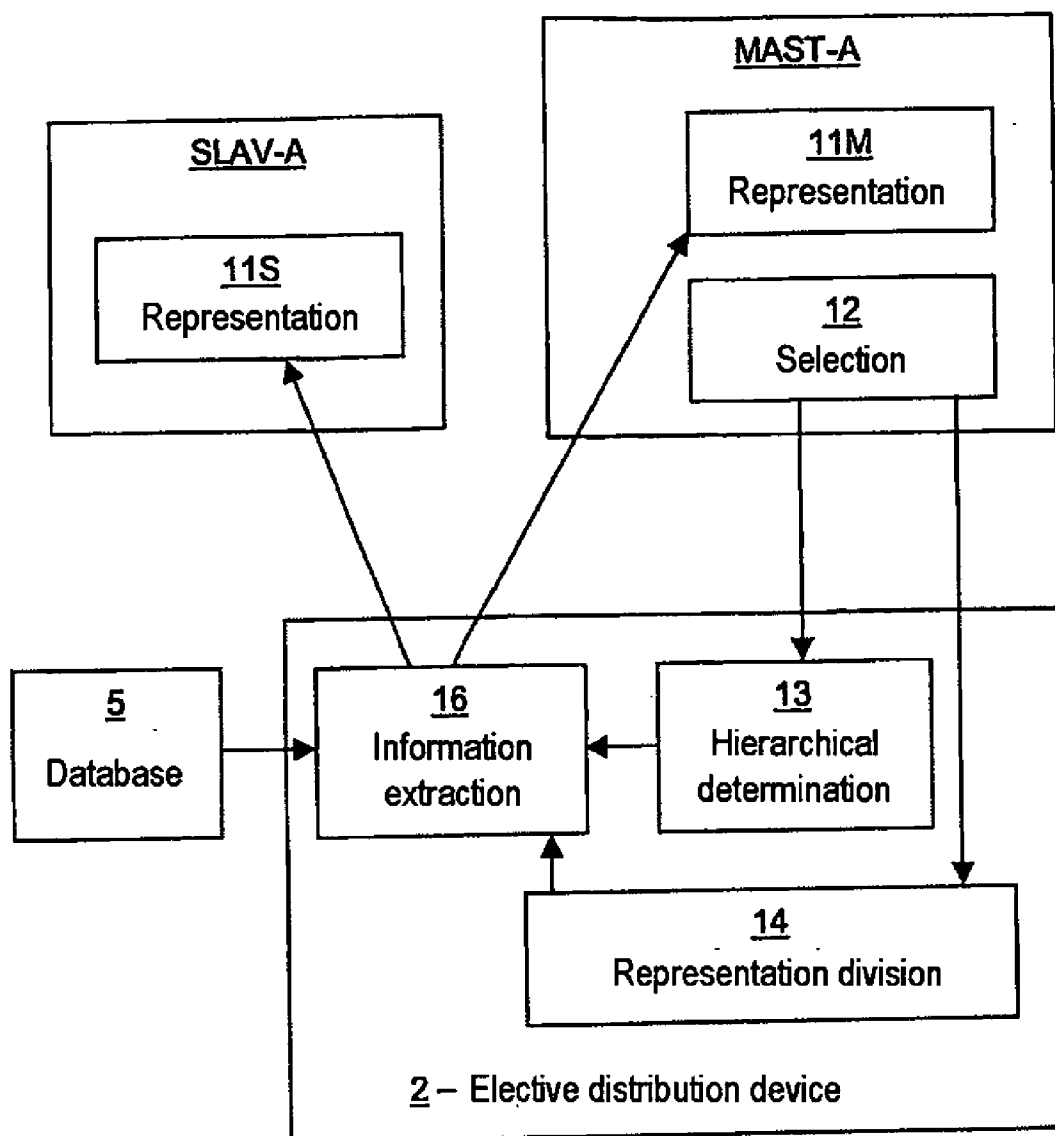 MAST-A
11M
Representation
12
Selection
SLAV-A
11S
Representation
5
Database
16
Information
extraction
13
Hierarchical
determination
14
Representation division
2 – Elective distribution device